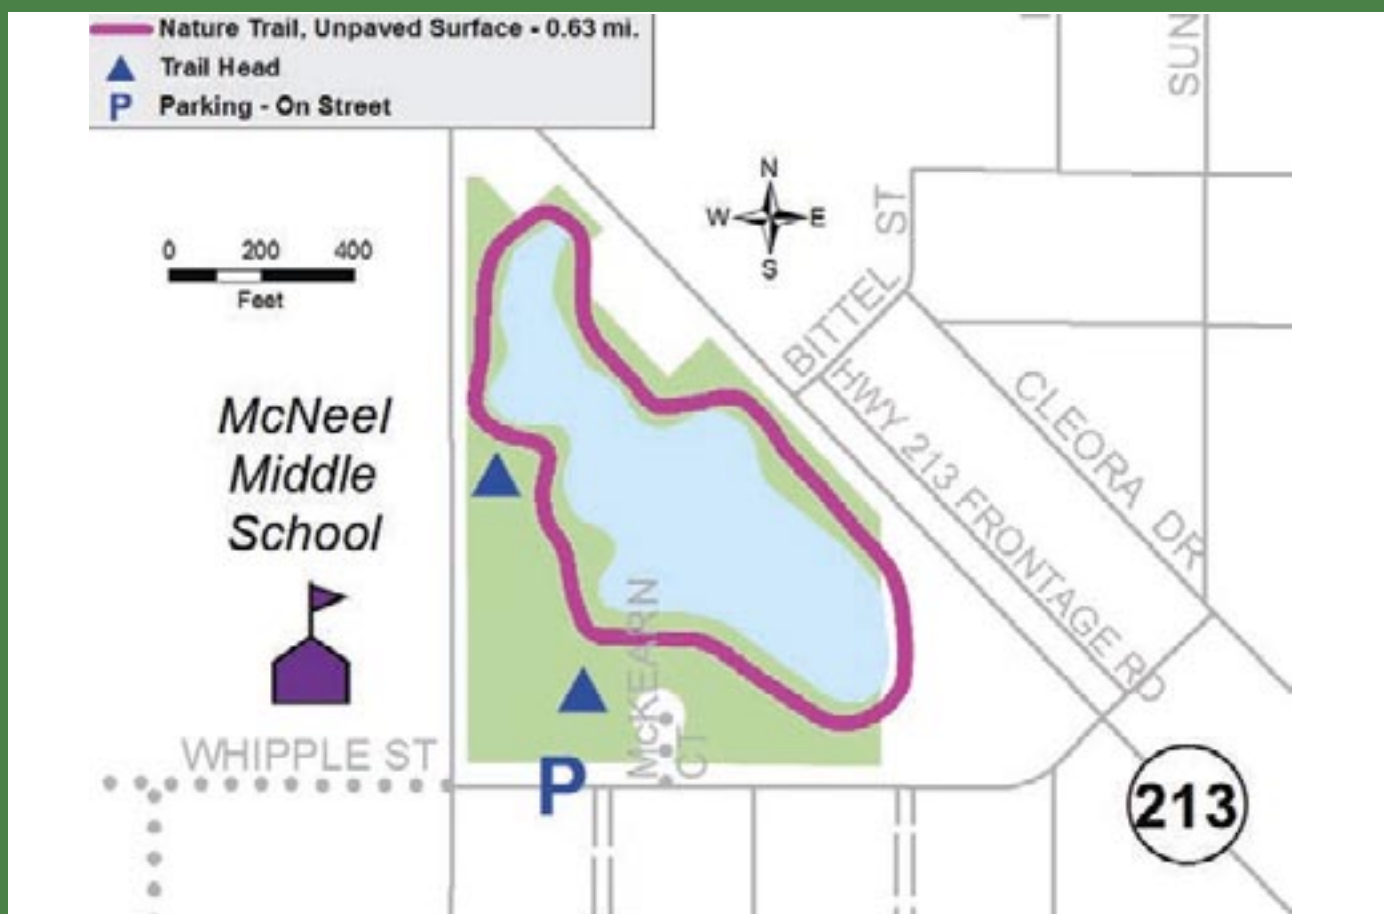 Nature Trail, Unpaved Surface - 0.63 mi.
Trail Head
P Parking - On Street
SUN
N
W E
S
0 200 400
Feet
BITTEL ST
HWY 213 FRONTAGE RD
CLEORA DR
McNeel
Middle
School
McKEARN
CT
WHIPPLE ST
P
213